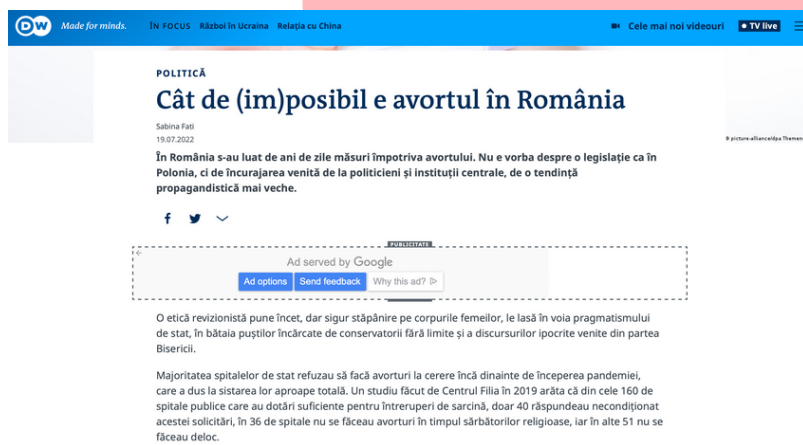 DW Made for minds. ÎN FOCUS Război în Ucraina Relația cu China Cele mai noi videouri TV live
POLITICĂ
Cât de (im)posibil e avortul în România
Sabina Fati
19.07.2022
© picture-alliance/dpa Themen
În România s-au luat de ani de zile măsuri împotriva avortului. Nu e vorba despre o legislație ca în
Polonia, ci de încurajarea venită de la politicieni și instituții centrale, de o tendință
propagandistică mai veche.
PUBLICITATE
Ad served by Google
Ad options Send feedback Why this ad?
O etică revizionistă pune încet, dar sigur stăpânire pe corpurile femeilor, le lasă în voia pragmatismului
de stat, în bătaia puștilor încărcate de conservatorii fără limite și a discursurilor ipocrite venite din partea
Bisericii.
Majoritatea spitalelor de stat refuzau să facă avorturi la cerere încă dinainte de începerea pandemiei,
care a dus la sistarea lor aproape totală. Un studiu făcut de Centrul Filia în 2019 arăta că din cele 160 de
spitale publice care au dotări suficiente pentru întreruperi de sarcină, doar 40 răspundeau necondiționat
acestei solicitări, în 36 de spitale nu se făceau avorturi în timpul sărbătorilor religioase, iar în alte 51 nu se
făceau deloc.